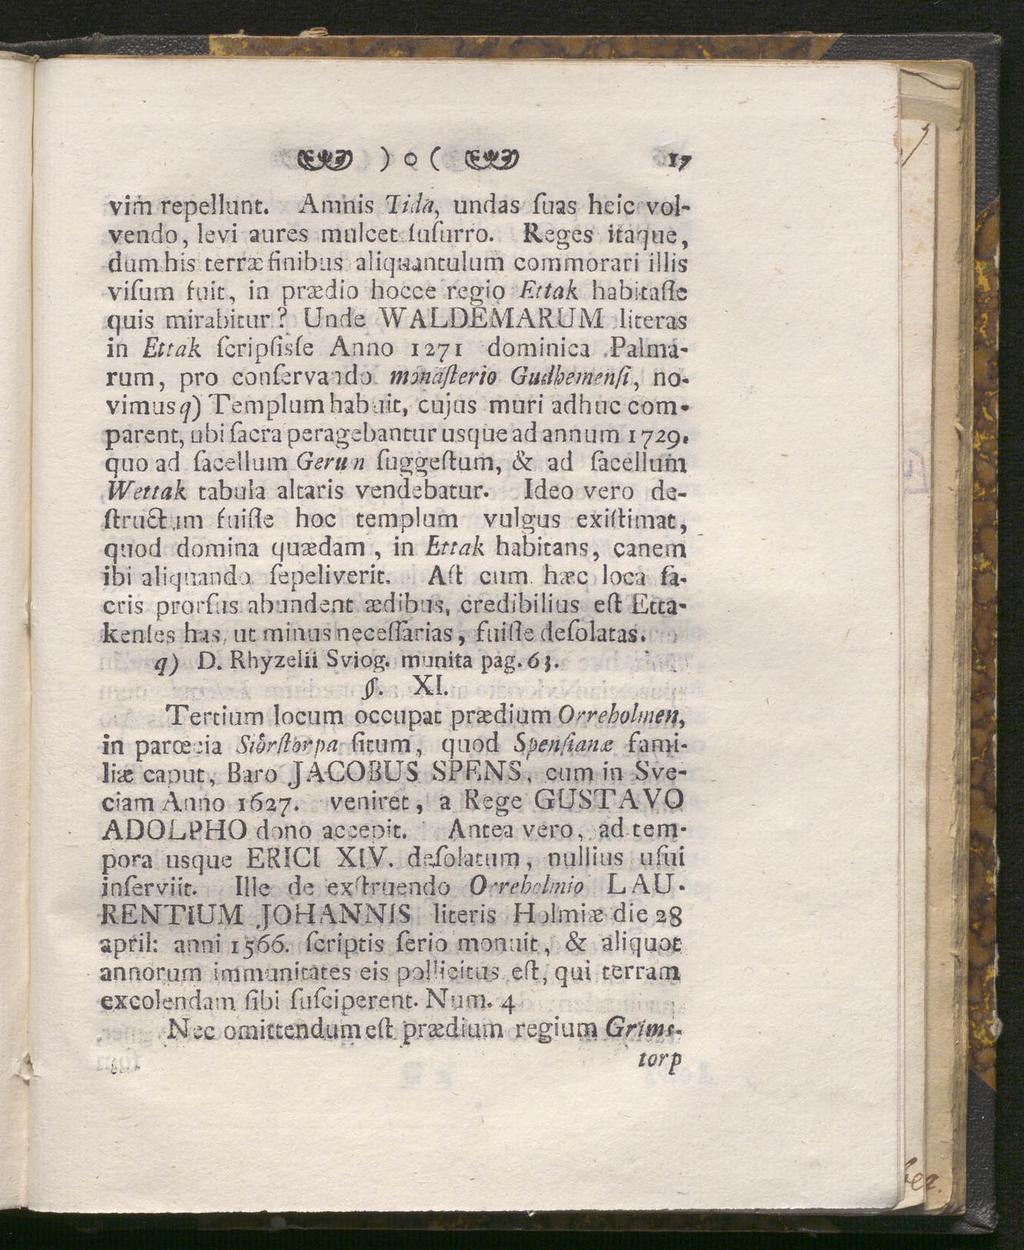 ) o ( 17
vim repellunt. Amnis Tida, undas ſuas heic vol-
vendo, levi aures mulcet ſuſurro. Reges itaque,
dum his terræ finibus aliquantulum commorari illis
viſum fuit, in prædio hocce regio Ettak habitaſſe
quis mirabitur? Unde WALDEMARUM literas
in Ettak ſcripſisſe Anno 1271 dominica Palma-
rum, pro conſervando monaſterio Gudhemenſi, no-
vimus q) Templum habuit, cujus muri adhuc com-
parent, ubi ſacra peragebantur usque ad annum 1729,
quo ad ſacellum Gerun ſuggeſtum, & ad ſacellum
Wettak tabula altaris vendebatur. Ideo vero de-
ſtructum fuiſſe hoc templum vulgus exiſtimat,
quod domina quædam, in Ettak habitans, canem
ibi aliquando ſepeliverit. Aſt cum hæc loca ſa-
cris prorſus abundent ædibus, credibilius eſt Etta-
kenſes has, ut minus neceſſarias, fuiſſe deſolatas.
q) D. Rhyzelii Sviog. munita pag. 63.
§. XI.
Tertium locum occupat prædium Orreholmen,
in parœcia Siörſtorpa ſitum, quod Spenſianæ fami-
liæ caput, Baro JACOBUS SPENS, cum in Sve-
ciam Anno 1627. veniret, a Rege GUSTAVO
ADOLPHO dono accepit. Antea vero, ad tem-
pora usque ERICI XIV. deſolatum, nullius uſui
inſerviit. Ille de exſtruendo Orreholmio LAU-
RENTIUM JOHANNIS literis Holmiæ die 28
april: anni 1566. ſcriptis ſerio monuit, & aliquot
annorum immunitates eis pollicitus eſt, qui terram
excolendam ſibi ſuſciperent. Num. 4
Nec omittendum eſt prædium regium Grims-
torp